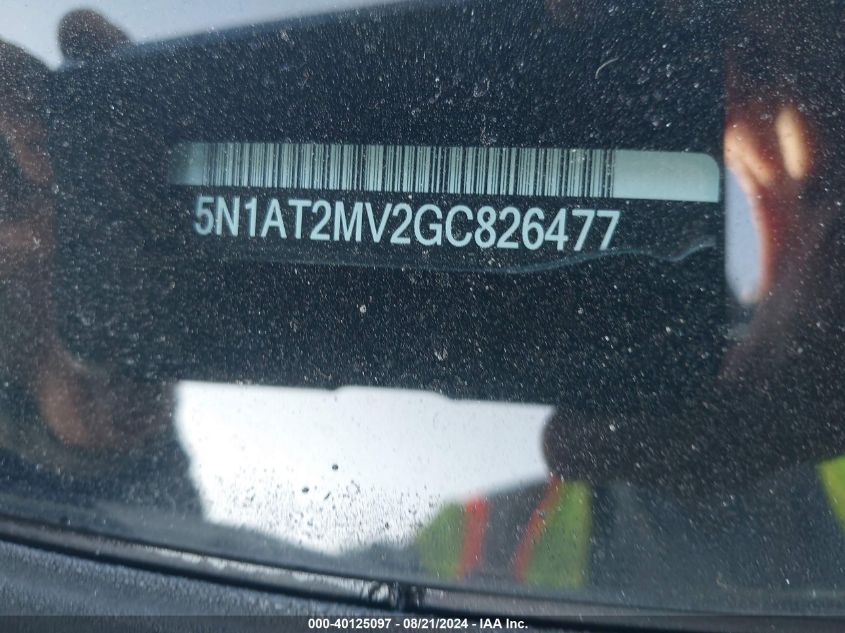 5N1AT2MV2GC826477
000-40125097 - 08/21/2024 - IAA Inc.